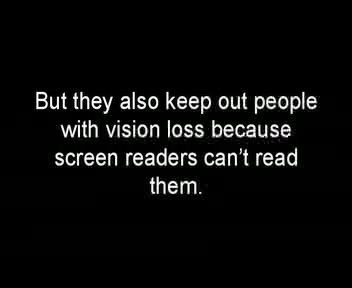 But they also keep out people
with vision loss because
screen readers can’t read
them.